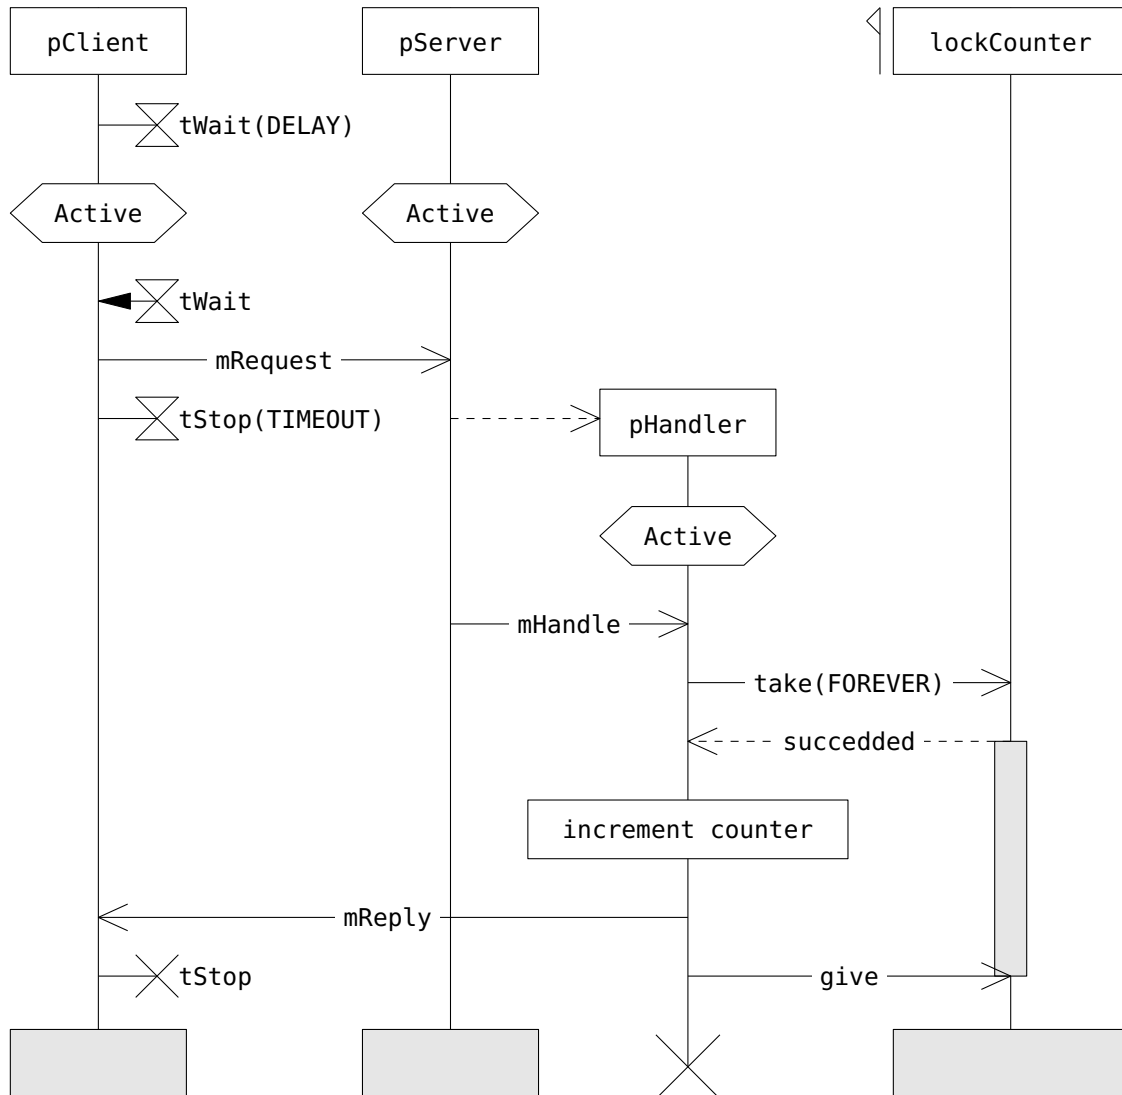 pClient
pServer
lockCounter
tWait(DELAY)
Active
Active
tWait
mRequest
tStop(TIMEOUT)
pHandler
Active
mHandle
take(FOREVER)
succedded
increment counter
mReply
tStop
give